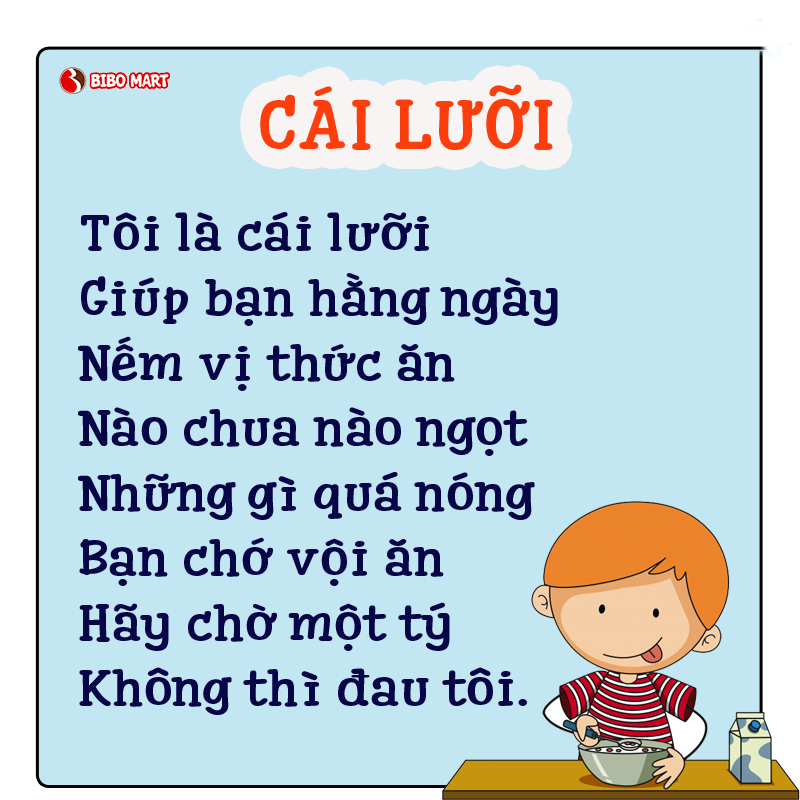 BIBO MART
CÁI LƯỠI
Tôi là cái lưỡi
Giúp bạn hằng ngày
Nếm vị thức ăn
Nào chua nào ngọt
Những gì quá nóng
Bạn chớ vội ăn
Hãy chờ một tý
Không thì đau tôi.